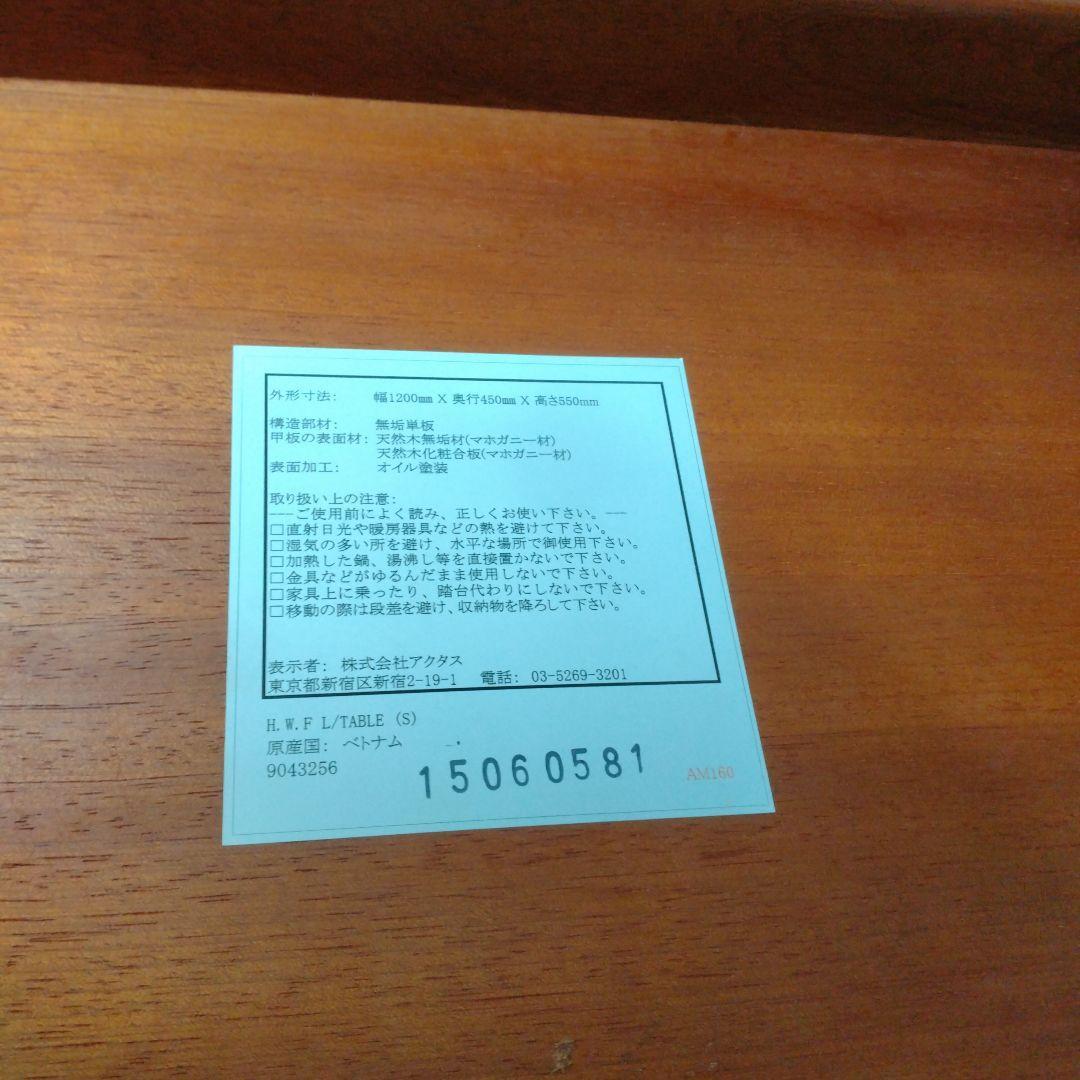 外形寸法: 幅1200㎜ X 奥行450㎜ X 高さ550mm
構造部材: 無垢単板
甲板の表面材: 天然木無垢材(マホガニー材)
天然木化粧合板(マホガニー材)
表面加工: オイル塗装
取り扱い上の注意:
---ご使用前によく読み、正しくお使い下さい。---
□直射日光や暖房器具などの熱を避けて下さい。
□湿気の多い所を避け、水平な場所で御使用下さい。
□加熱した鍋、湯沸し等を直接置かないで下さい。
□金具などがゆるんだまま使用しないで下さい。
□家具上に乗ったり、踏台代わりにしないで下さい。
□移動の際は段差を避け、収納物を降ろして下さい。
表示者: 株式会社アクタス
東京都新宿区新宿2-19-1 電話: 03-5269-3201
H.W.F L/TABLE (S)
原産国: ベトナム
9043256 15060581 AM160